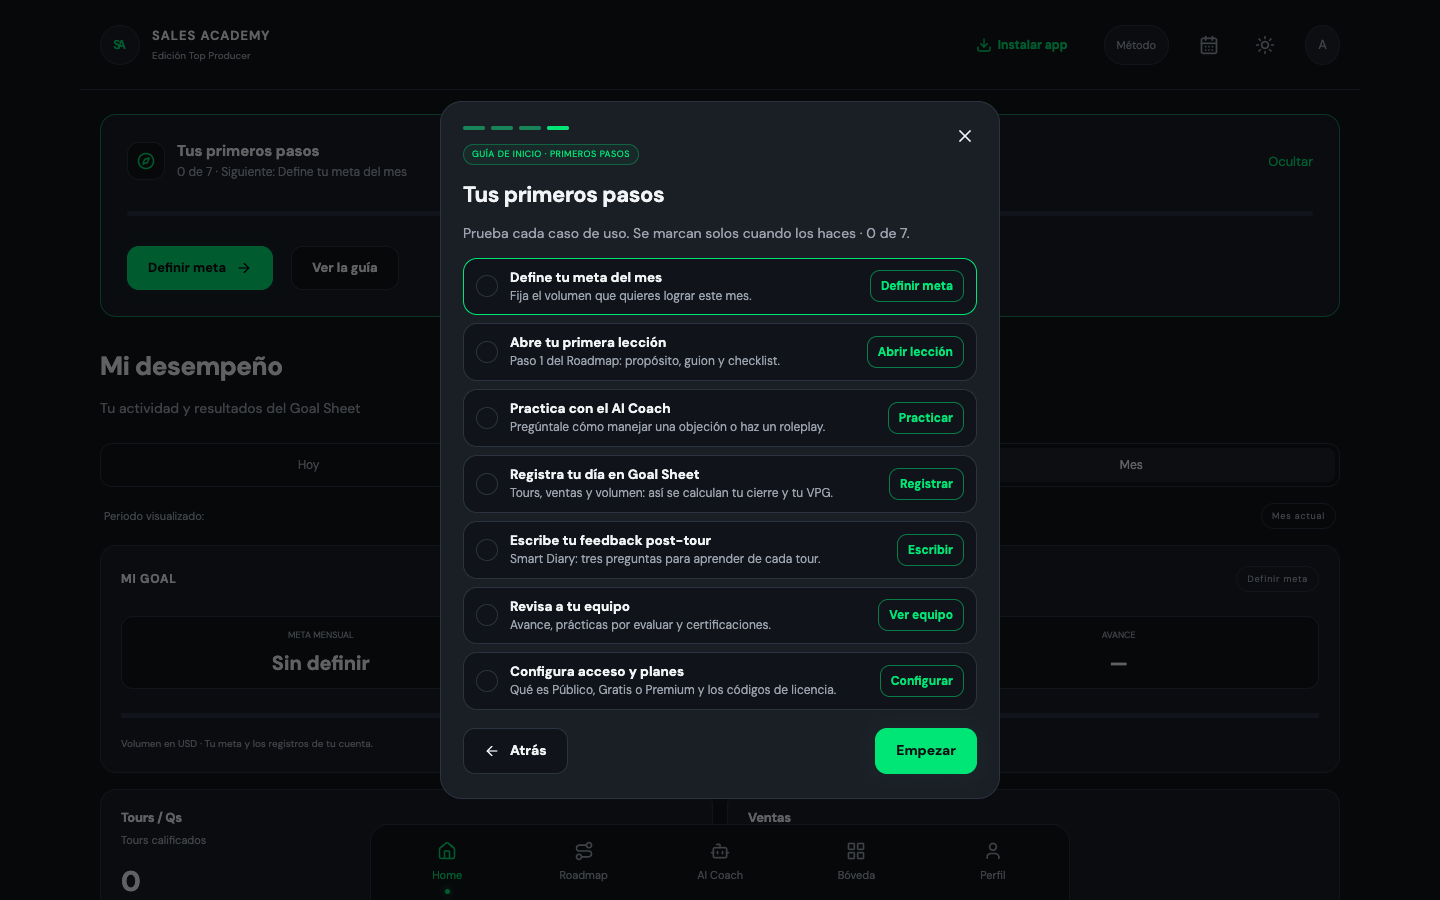 SA
SALES ACADEMY
Edición Top Producer
Instalar app
Método
A
Tus primeros pasos
0 de 7 · Siguiente: Define tu meta del mes
Ocultar
Definir meta
Ver la guía
Mi desempeño
Tu actividad y resultados del Goal Sheet
Hoy
Mes
Periodo visualizado:
Mes actual
MI GOAL
Definir meta
META MENSUAL
Sin definir
AVANCE
—
Volumen en USD · Tu meta y los registros de tu cuenta.
Tours / Qs
Tours calificados
0
Ventas
GUÍA DE INICIO · PRIMEROS PASOS
Tus primeros pasos
Prueba cada caso de uso. Se marcan solos cuando los haces · 0 de 7.
Define tu meta del mes
Fija el volumen que quieres lograr este mes.
Definir meta
Abre tu primera lección
Paso 1 del Roadmap: propósito, guion y checklist.
Abrir lección
Practica con el AI Coach
Pregúntale cómo manejar una objeción o haz un roleplay.
Practicar
Registra tu día en Goal Sheet
Tours, ventas y volumen: así se calculan tu cierre y tu VPG.
Registrar
Escribe tu feedback post-tour
Smart Diary: tres preguntas para aprender de cada tour.
Escribir
Revisa a tu equipo
Avance, prácticas por evaluar y certificaciones.
Ver equipo
Configura acceso y planes
Qué es Público, Gratis o Premium y los códigos de licencia.
Configurar
Atrás
Empezar
Home
Roadmap
AI Coach
Bóveda
Perfil